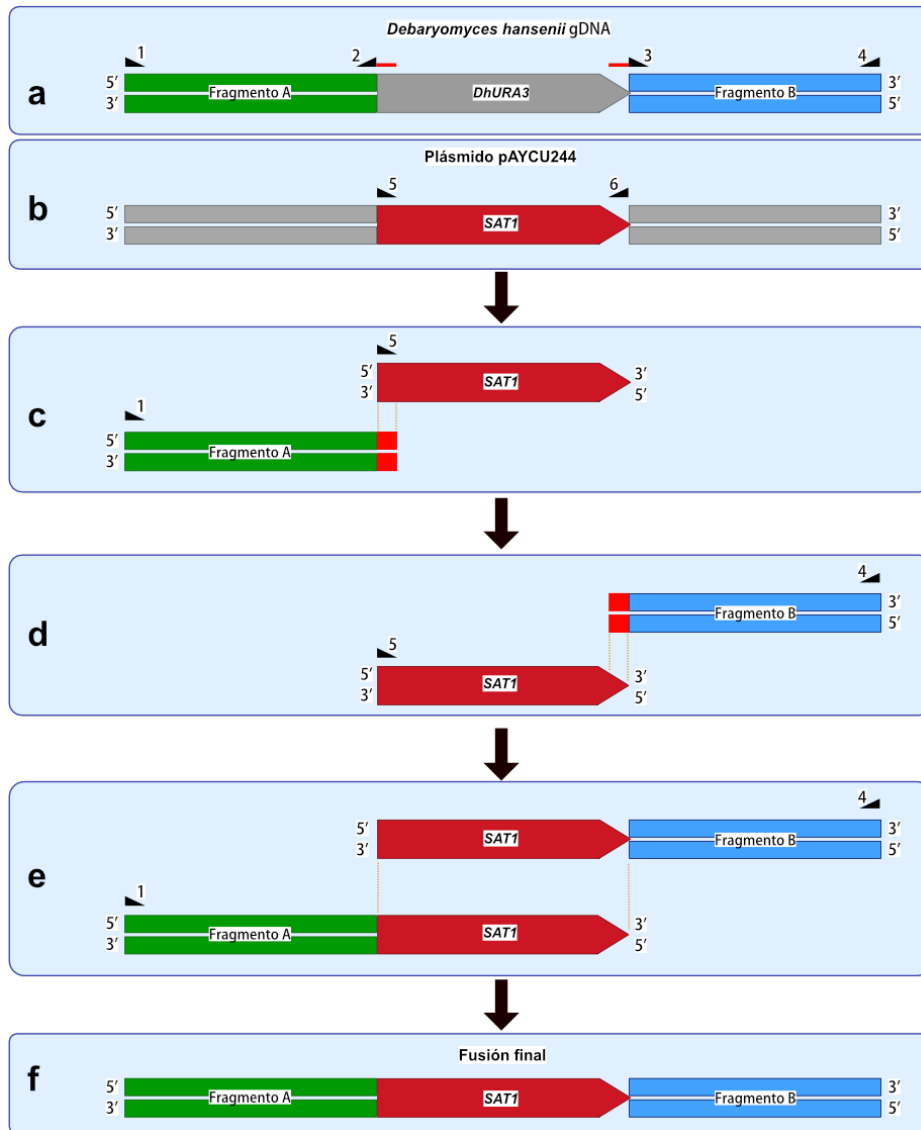 Debaryomyces hansenii gDNA
1 2 3 4
5′ 3′
a Fragmento A DhURA3 Fragmento B
3′ 5′
Plásmido pAYCU244
5 6
5′ 3′
b SAT1
3′ 5′
5
5′ 3′
SAT1
3′ 5′
c
1
5′
Fragmento A
3′
4
3′
Fragmento B
5′
d
5
5′ 3′
SAT1
3′ 5′
4
5′ 3′
SAT1 Fragmento B
3′ 5′
e
1
5′ 3′
Fragmento A SAT1
3′ 5′
Fusión final
f
5′ 3′
Fragmento A SAT1 Fragmento B
3′ 5′